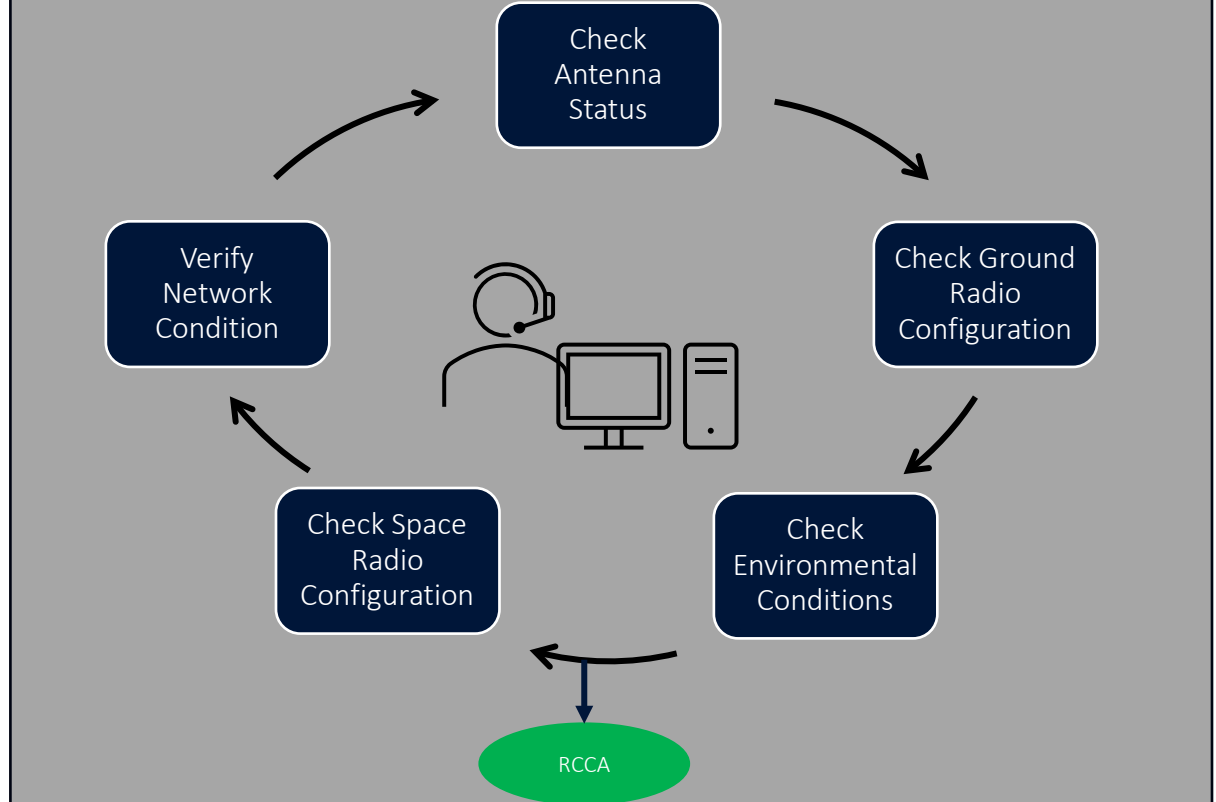 Check
Antenna
Status
Verify
Network
Condition
Check Ground
Radio
Configuration
Check Space
Radio
Configuration
Check
Environmental
Conditions
RCCA